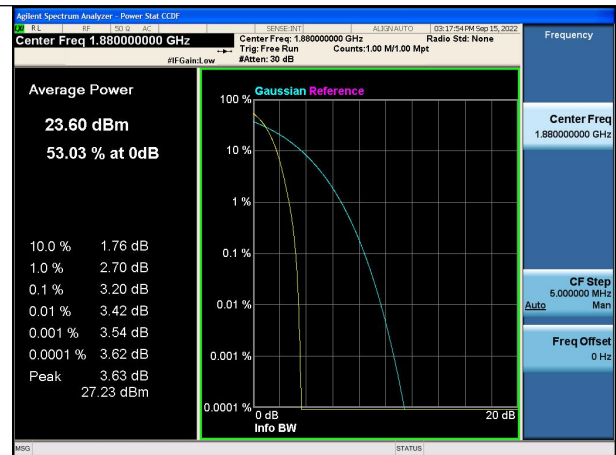 Agilent Spectrum Analyzer - Power Stat CCDF
RL RF 50 Ω AC SENSE:INT ALIGN AUTO 03:17:54 PM Sep 15, 2022
Center Freq 1.880000000 GHz
Center Freq: 1.880000000 GHz Radio Std: None
Trig: Free Run Counts:1.00 M/1.00 Mpt
#IFGain:Low #Atten: 30 dB
Frequency
Average Power
23.60 dBm
53.03 % at 0dB
10.0 % 1.76 dB
1.0 % 2.70 dB
0.1 % 3.20 dB
0.01 % 3.42 dB
0.001 % 3.54 dB
0.0001 % 3.62 dB
Peak 3.63 dB
27.23 dBm
Gaussian Reference
100 %
10 %
1 %
0.1 %
0.01 %
0.001 %
0.0001 %
0 dB 20 dB
Info BW
Center Freq
1.880000000 GHz
CF Step
5.000000 MHz
Auto Man
Freq Offset
0 Hz
MSG STATUS